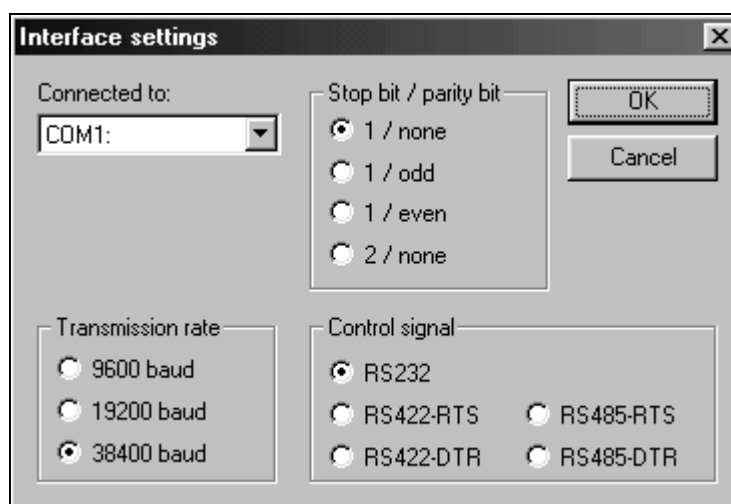 Interface settings
Connected to:
COM1:
Stop bit / parity bit
1 / none
1 / odd
1 / even
2 / none
OK
Cancel
Transmission rate
9600 baud
19200 baud
38400 baud
Control signal
RS232
RS422-RTS RS485-RTS
RS422-DTR RS485-DTR